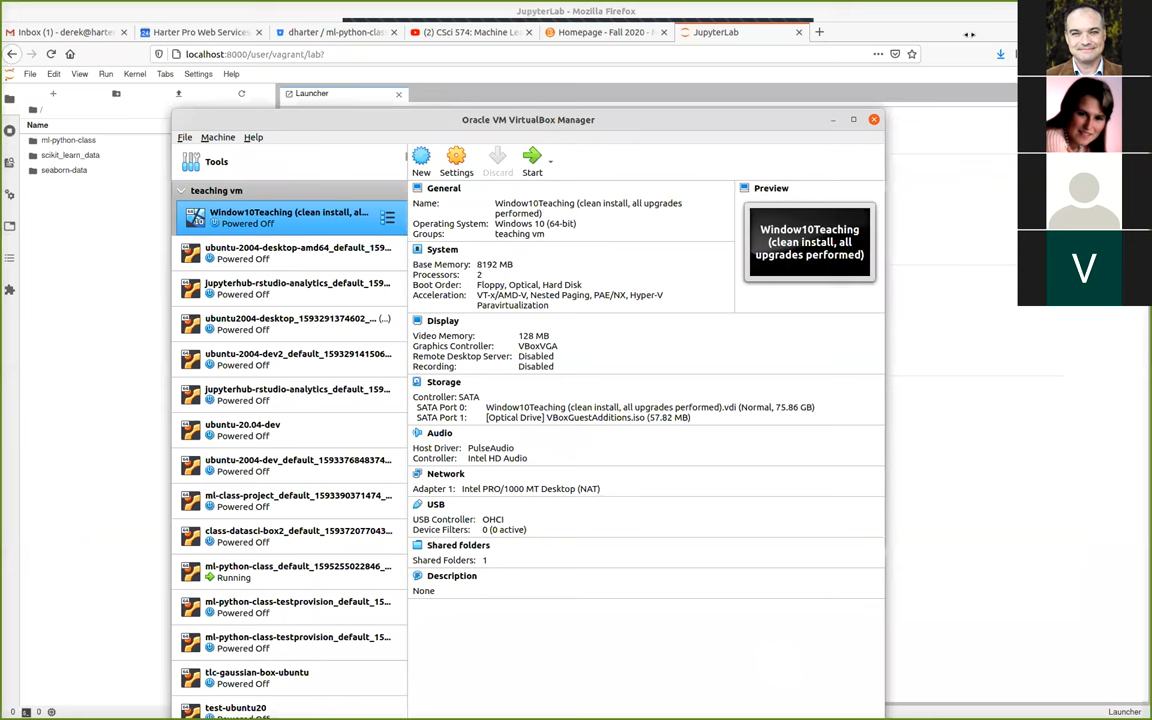 JupyterLab - Mozilla Firefox
Inbox (1) - derek@harte
Harter Pro Web Services
dharter / ml-python-clas
(2) CSci 574: Machine Le
Homepage - Fall 2020 -
JupyterLab
localhost:8000/user/vagrant/lab?
File Edit View Run Kernel Tabs Settings Help
Launcher
/
Name
ml-python-class
scikit_learn_data
seaborn-data
Oracle VM VirtualBox Manager
File Machine Help
Tools
New Settings Discard Start
teaching vm
Window10Teaching (clean install, al...
Powered Off
ubuntu-2004-desktop-amd64_default_159...
Powered Off
jupyterhub-rstudio-analytics_default_159...
Powered Off
ubuntu2004-desktop_1593291374602_... (...)
Powered Off
ubuntu-2004-dev2_default_159329141506...
Powered Off
jupyterhub-rstudio-analytics_default_159...
Powered Off
ubuntu-20.04-dev
Powered Off
ubuntu-2004-dev_default_1593376848374...
Powered Off
ml-class-project_default_1593390371474_...
Powered Off
class-datasci-box2_default_159372077043...
Powered Off
ml-python-class_default_1595255022846_...
Running
ml-python-class-testprovision_default_15...
Powered Off
ml-python-class-testprovision_default_15...
Powered Off
tlc-gaussian-box-ubuntu
Powered Off
test-ubuntu20
General
Name: Window10Teaching (clean install, all upgrades
performed)
Operating System: Windows 10 (64-bit)
Groups: teaching vm
System
Base Memory: 8192 MB
Processors: 2
Boot Order: Floppy, Optical, Hard Disk
Acceleration: VT-x/AMD-V, Nested Paging, PAE/NX, Hyper-V
Paravirtualization
Display
Video Memory: 128 MB
Graphics Controller: VBoxVGA
Remote Desktop Server: Disabled
Recording: Disabled
Storage
Controller: SATA
SATA Port 0: Window10Teaching (clean install, all upgrades performed).vdi (Normal, 75.86 GB)
SATA Port 1: [Optical Drive] VBoxGuestAdditions.iso (57.82 MB)
Audio
Host Driver: PulseAudio
Controller: Intel HD Audio
Network
Adapter 1: Intel PRO/1000 MT Desktop (NAT)
USB
USB Controller: OHCI
Device Filters: 0 (0 active)
Shared folders
Shared Folders: 1
Description
None
Preview
Window10Teaching
(clean install, all
upgrades performed)
V
0 0
Launcher